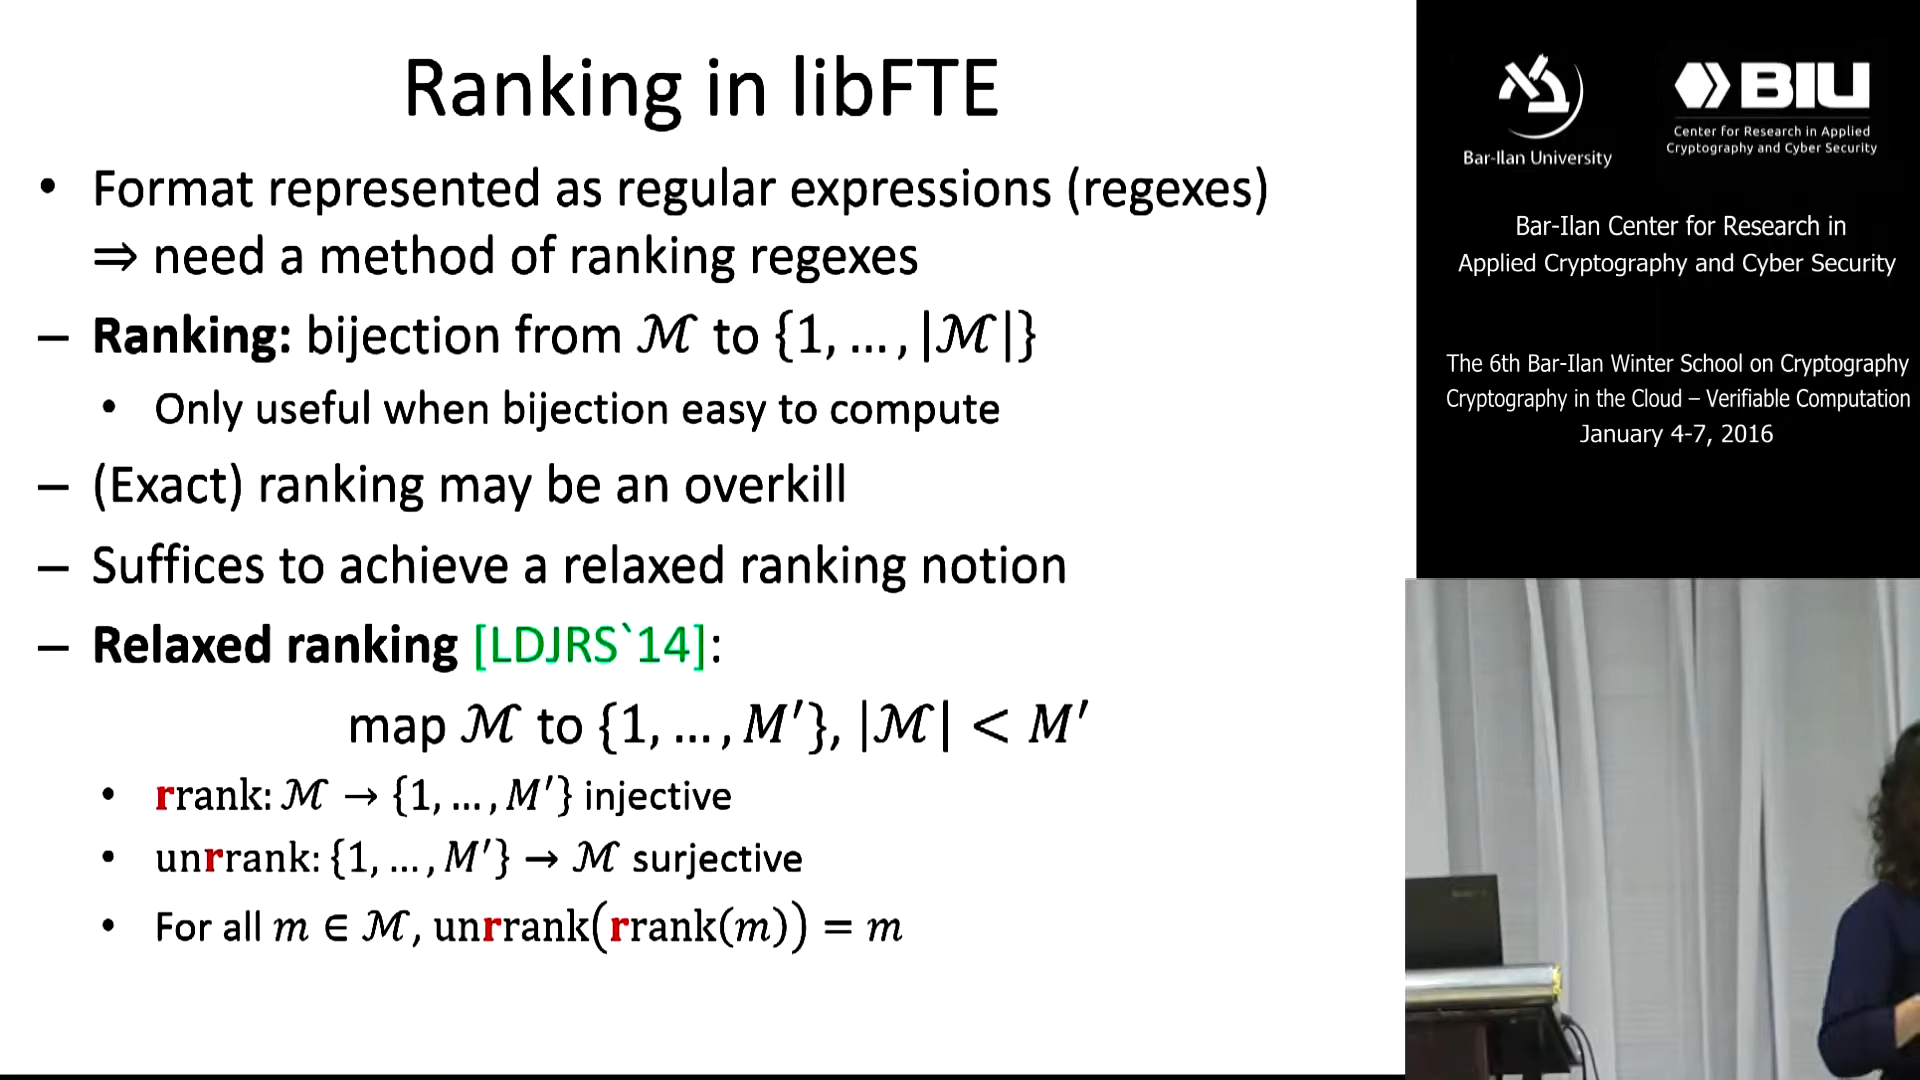 Ranking in libFTE
• Format represented as regular expressions (regexes)
⇒ need a method of ranking regexes
– Ranking: bijection from ℳ to {1, … , |ℳ|}
• Only useful when bijection easy to compute
– (Exact) ranking may be an overkill
– Suffices to achieve a relaxed ranking notion
– Relaxed ranking [LDJRS`14]:
map ℳ to {1, … , M′}, |ℳ| < M′
• rrank: ℳ → {1, … , M′} injective
• unrrank: {1, … , M′} → ℳ surjective
• For all m ∈ ℳ, unrrank(rrank(m)) = m
Bar-Ilan University
BIU
Center for Research in Applied
Cryptography and Cyber Security
Bar-Ilan Center for Research in
Applied Cryptography and Cyber Security
The 6th Bar-Ilan Winter School on Cryptography
Cryptography in the Cloud – Verifiable Computation
January 4-7, 2016